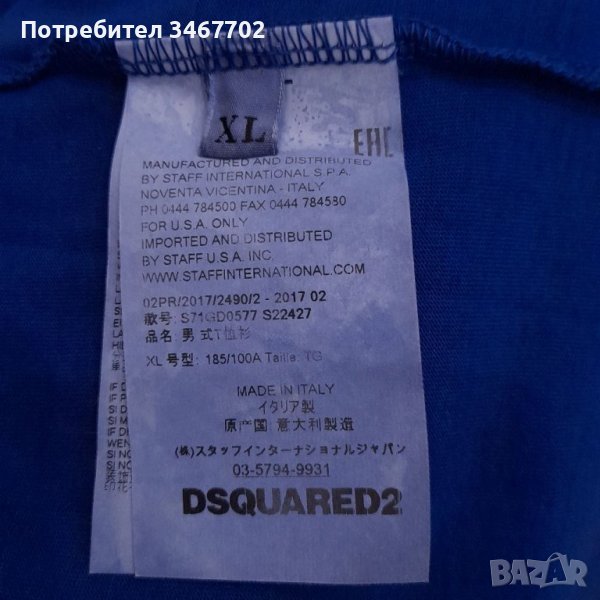 Потребител 3467702
XL
EAC
MANUFACTURED AND DISTRIBUTED
BY STAFF INTERNATIONAL S.P.A.
NOVENTA VICENTINA - ITALY
PH 0444 784500 FAX 0444 784580
FOR U.S.A. ONLY
IMPORTED AND DISTRIBUTED
BY STAFF U.S.A. INC.
WWW.STAFFINTERNATIONAL.COM
02PR/2017/2490/2 - 2017 02
款号: S71GD0577 S22427
品名: 男 式T恤衫
XL 号型: 185/100A Taille: TG
MADE IN ITALY
イタリア製
原产国 意大利製造
(株)スタッフインターナショナルジャパン
03-5794-9931
DSQUARED2
BAZAR